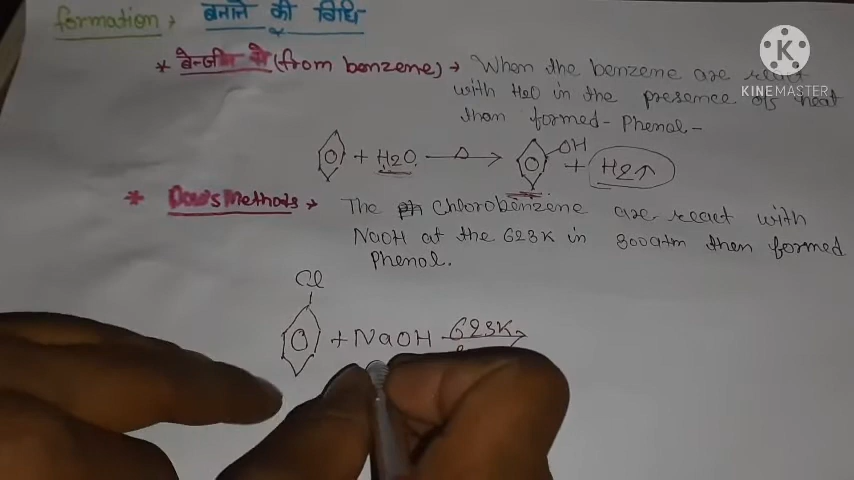 formation: बनाने की विधि
* बेन्जीन से (from benzene) → When the benzene are react
with H2O in the presence of heat
than formed - Phenol -
+ H2O → OH
+ H2↑
* Dow's Methods → The Chlorobenzene are react with
NaOH at the 623K in 300atm then formed
Phenol.
Cl
+ NaOH 623K
K
KINEMASTER